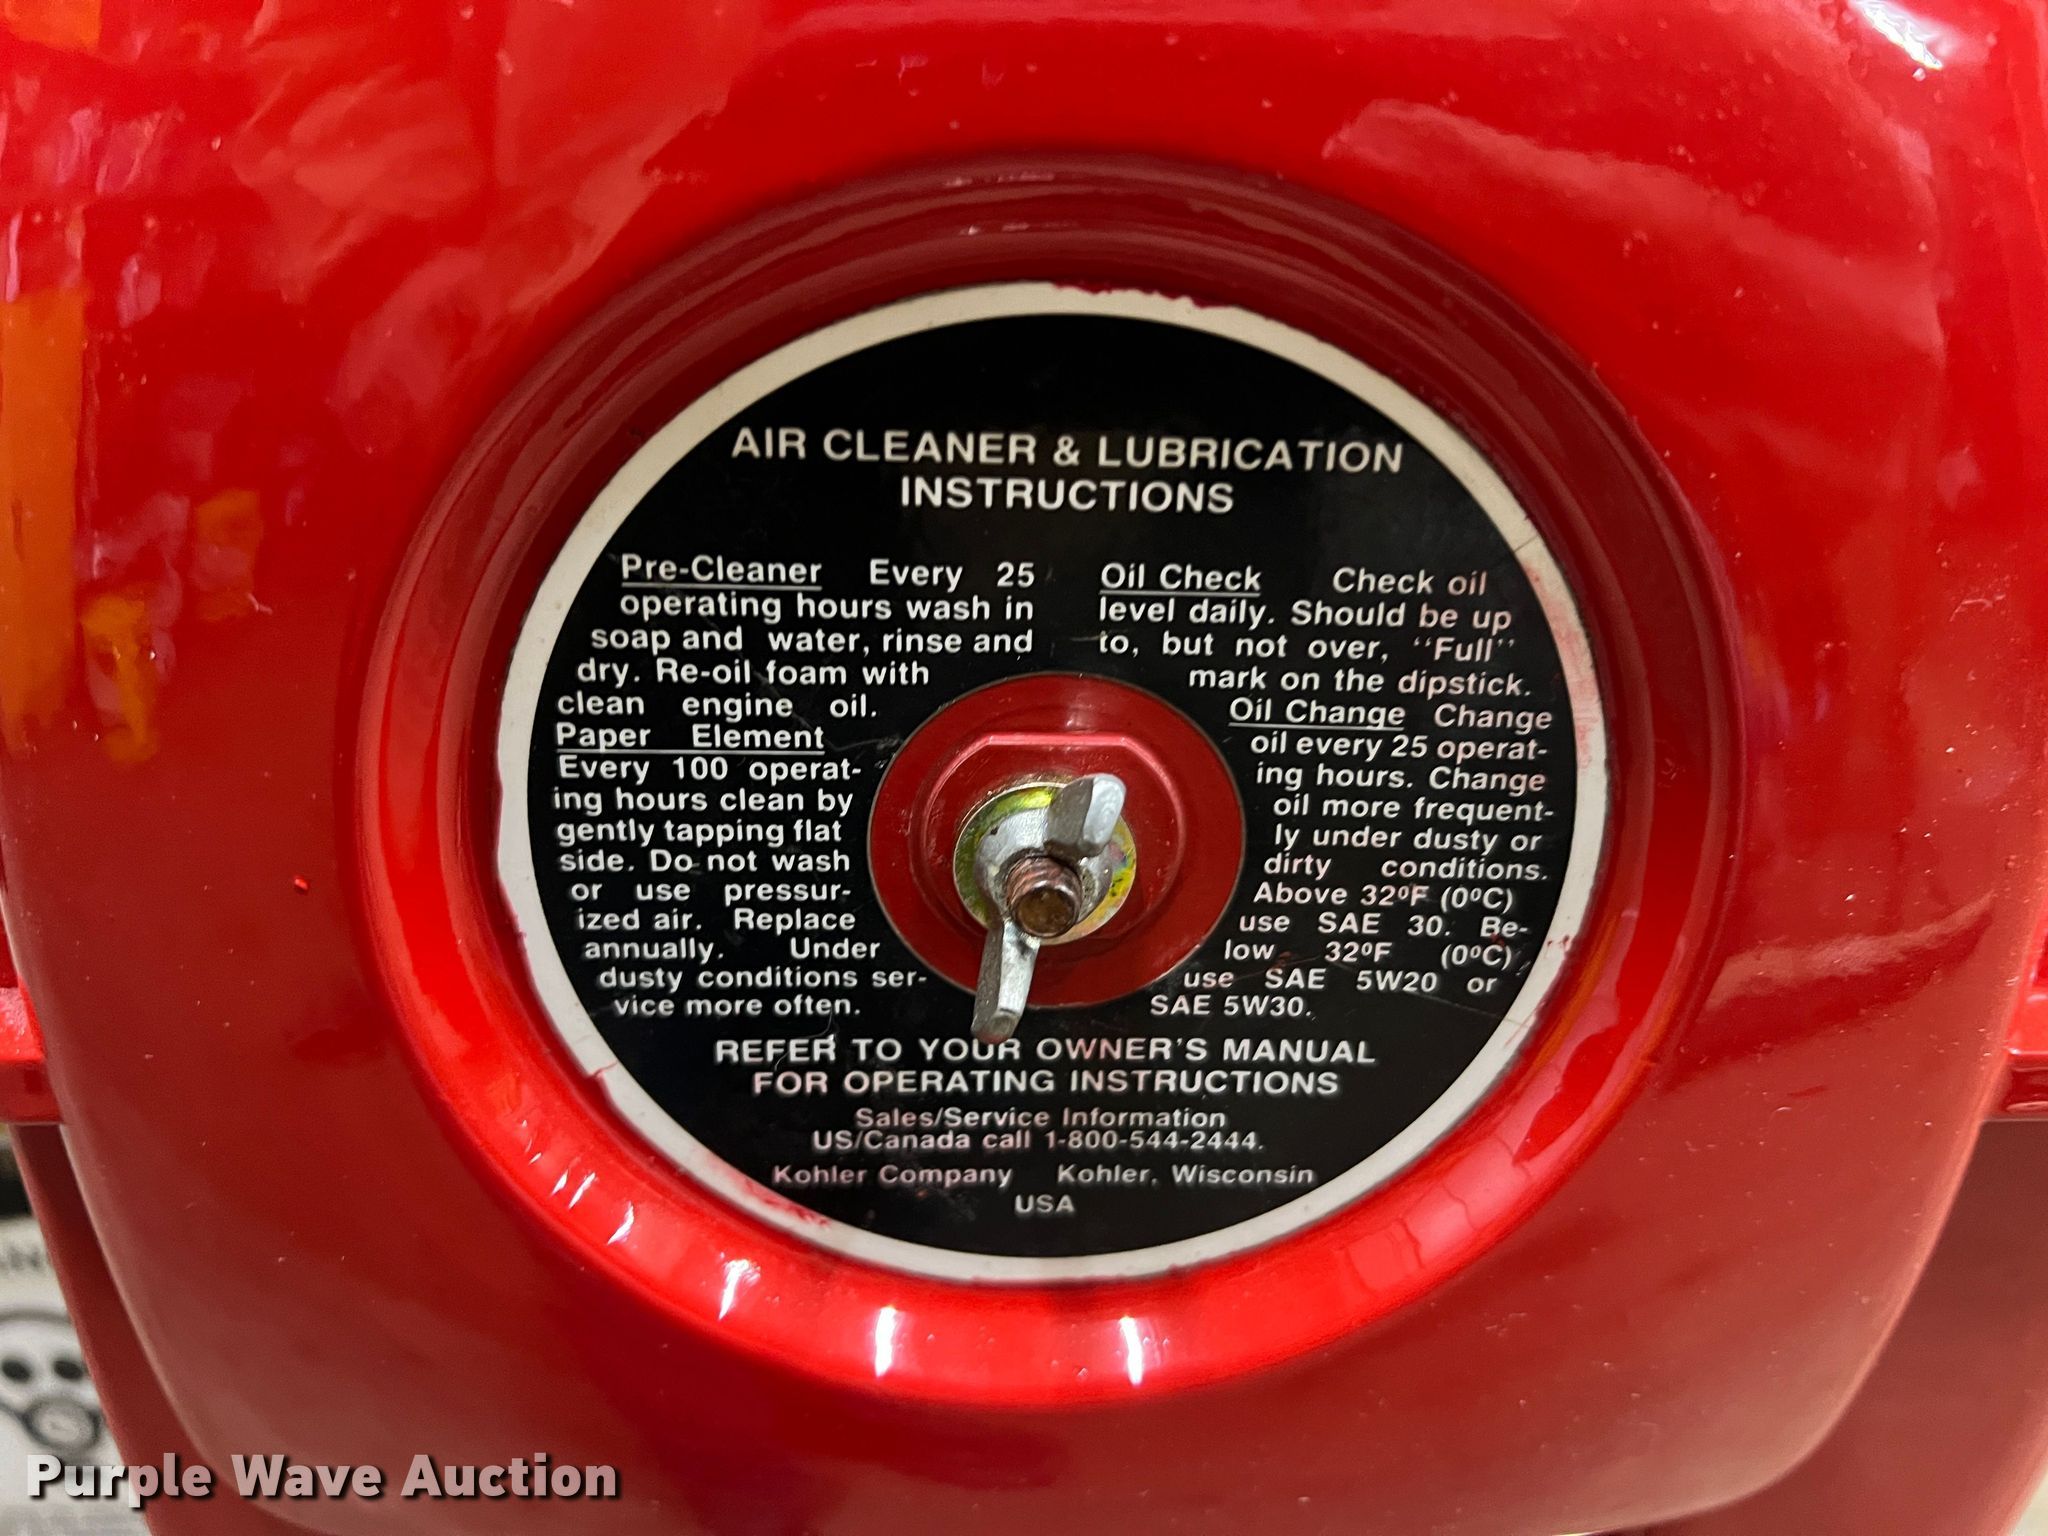 AIR CLEANER & LUBRICATION
INSTRUCTIONS
Pre-Cleaner Every 25
operating hours wash in
soap and water, rinse and
dry. Re-oil foam with
clean engine oil.
Paper Element
Every 100 operat-
ing hours clean by
gently tapping flat
side. Do not wash
or use pressur-
ized air. Replace
annually. Under
dusty conditions ser-
vice more often.
Oil Check Check oil
level daily. Should be up
to, but not over, "Full"
mark on the dipstick.
Oil Change Change
oil every 25 operat-
ing hours. Change
oil more frequent-
ly under dusty or
dirty conditions.
Above 32ºF (0ºC)
use SAE 30. Be-
low 32ºF (0ºC)
use SAE 5W20 or
SAE 5W30.
REFER TO YOUR OWNER'S MANUAL
FOR OPERATING INSTRUCTIONS
Sales/Service Information
US/Canada call 1-800-544-2444.
Kohler Company Kohler, Wisconsin
USA
Purple Wave Auction